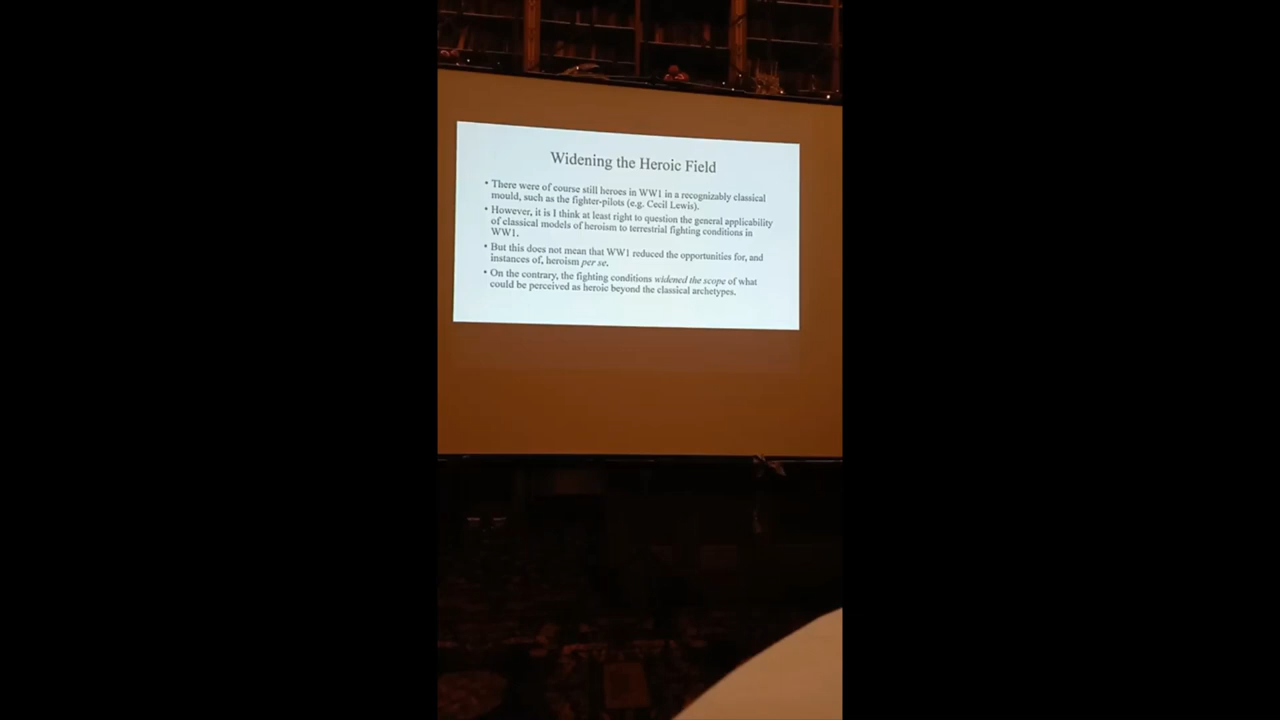 Widening the Heroic Field
• There were of course still heroes in WW1 in a recognizably classical
mould, such as the fighter-pilots (e.g. Cecil Lewis).
• However, it is I think at least right to question the general applicability
of classical models of heroism to terrestrial fighting conditions in
WW1.
• But this does not mean that WW1 reduced the opportunities for, and
instances of, heroism per se.
• On the contrary, the fighting conditions widened the scope of what
could be perceived as heroic beyond the classical archetypes.